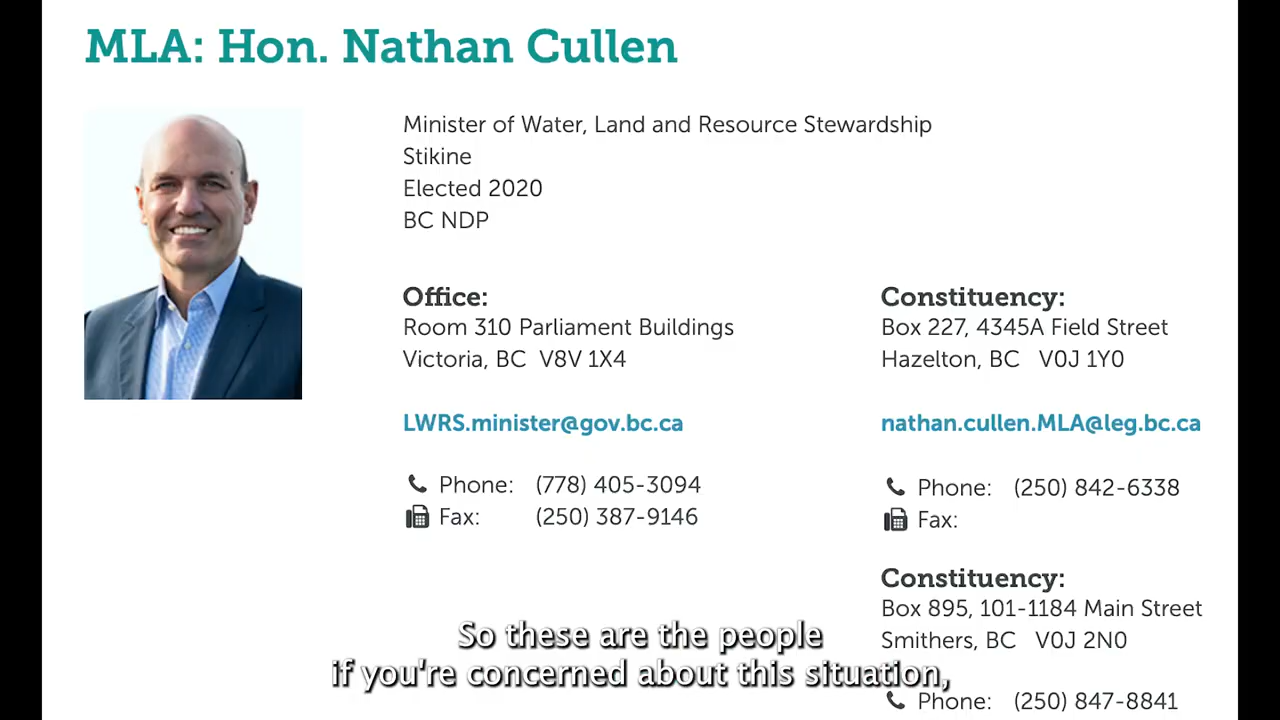 MLA: Hon. Nathan Cullen
Minister of Water, Land and Resource Stewardship
Stikine
Elected 2020
BC NDP
Office:
Room 310 Parliament Buildings
Victoria, BC V8V 1X4
LWRS.minister@gov.bc.ca
Phone: (778) 405-3094
Fax: (250) 387-9146
Constituency:
Box 227, 4345A Field Street
Hazelton, BC V0J 1Y0
nathan.cullen.MLA@leg.bc.ca
Phone: (250) 842-6338
Fax:
Constituency:
Box 895, 101-1184 Main Street
Smithers, BC V0J 2N0
Phone: (250) 847-8841
So these are the people
if you're concerned about this situation,